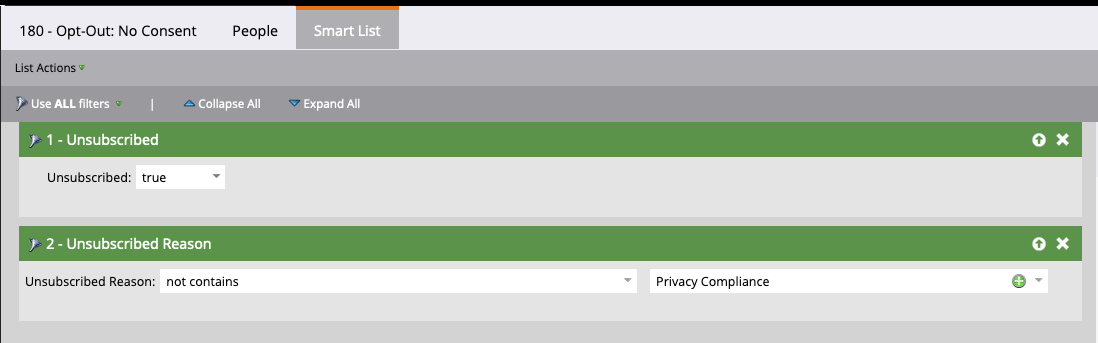 180 - Opt-Out: No Consent People Smart List
List Actions
Use ALL filters | Collapse All Expand All
1 - Unsubscribed
Unsubscribed: true
2 - Unsubscribed Reason
Unsubscribed Reason: not contains Privacy Compliance